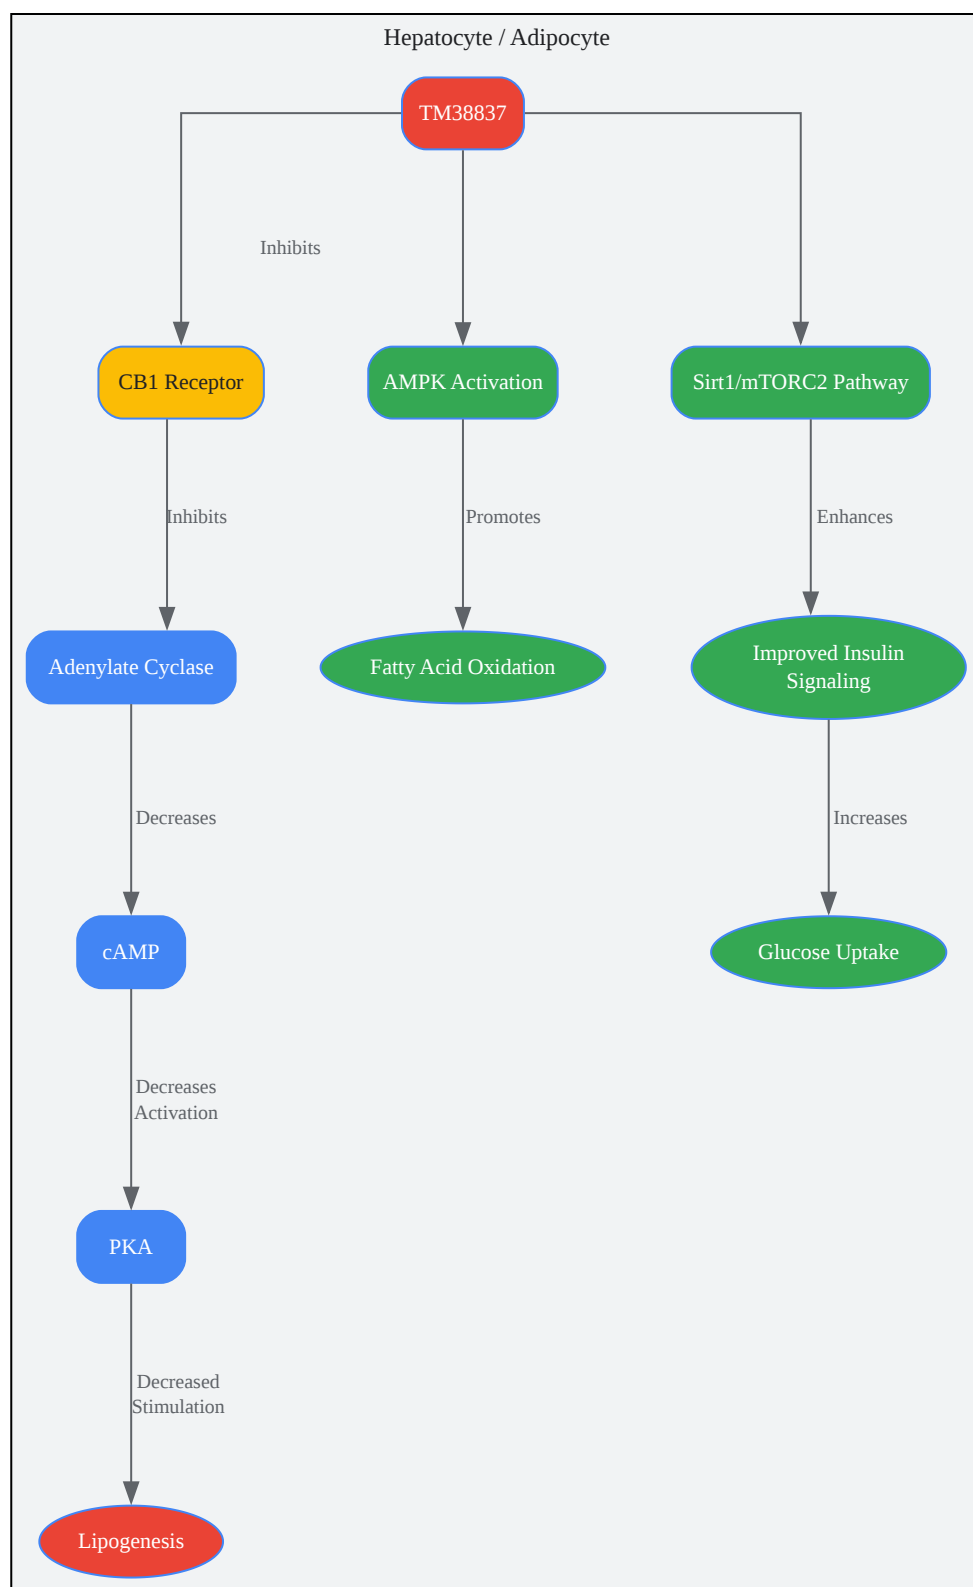 Hepatocyte / Adipocyte
TM38837
Inhibits
CB1 Receptor
AMPK Activation
Sirt1/mTORC2 Pathway
Inhibits
Promotes
Enhances
Adenylate Cyclase
Fatty Acid Oxidation
Improved Insulin
Signaling
Decreases
Increases
cAMP
Glucose Uptake
Decreases
Activation
PKA
Decreased
Stimulation
Lipogenesis